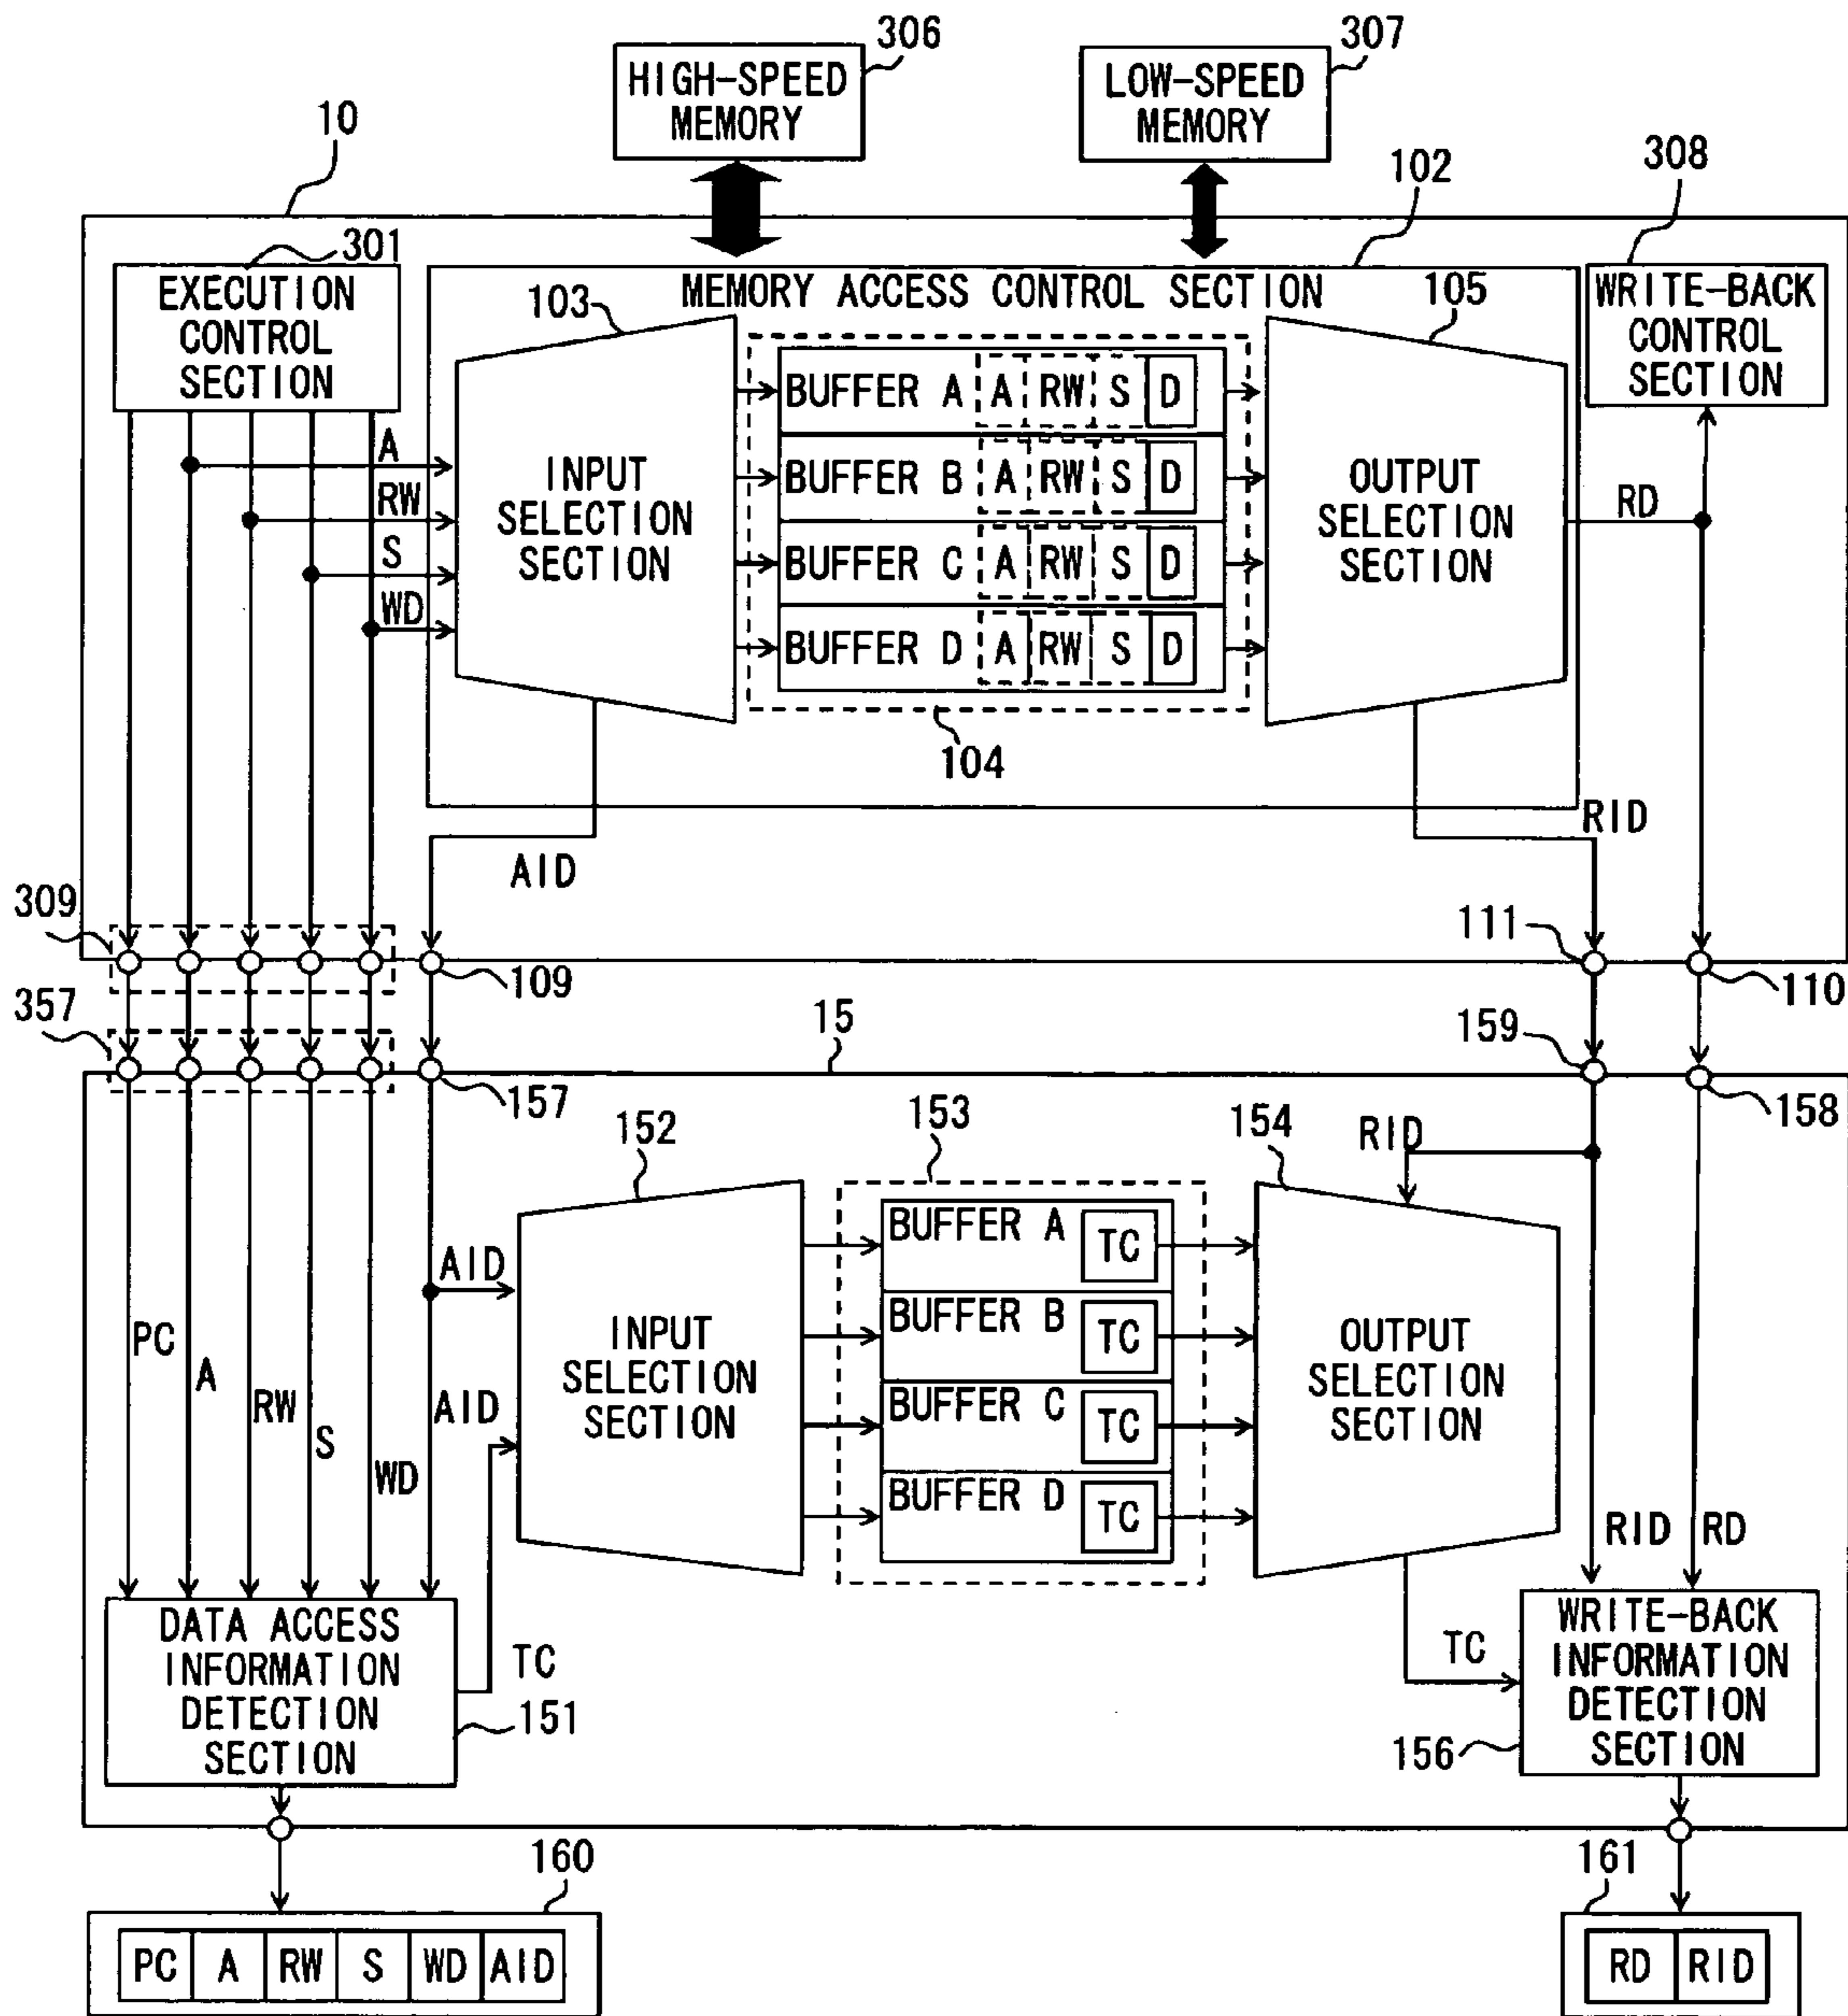 306
HIGH-SPEED
MEMORY
307
LOW-SPEED
MEMORY
10
102
308
301
EXECUTION
CONTROL
SECTION
MEMORY ACCESS CONTROL SECTION
103
105
WRITE-BACK
CONTROL
SECTION
A
RW
S
WD
INPUT
SELECTION
SECTION
BUFFER A A RW S D
BUFFER B A RW S D
BUFFER C A RW S D
BUFFER D A RW S D
OUTPUT
SELECTION
SECTION
RD
104
AID
RID
309
109
111
110
357
15
157
159
158
152
153
154
RID
AID
AID
PC
A
RW
S
WD
INPUT
SELECTION
SECTION
BUFFER A TC
BUFFER B TC
BUFFER C TC
BUFFER D TC
OUTPUT
SELECTION
SECTION
RID
RD
DATA ACCESS
INFORMATION
DETECTION
SECTION
TC
151
TC
WRITE-BACK
INFORMATION
DETECTION
SECTION
156
160
PC A RW S WD AID
161
RD RID